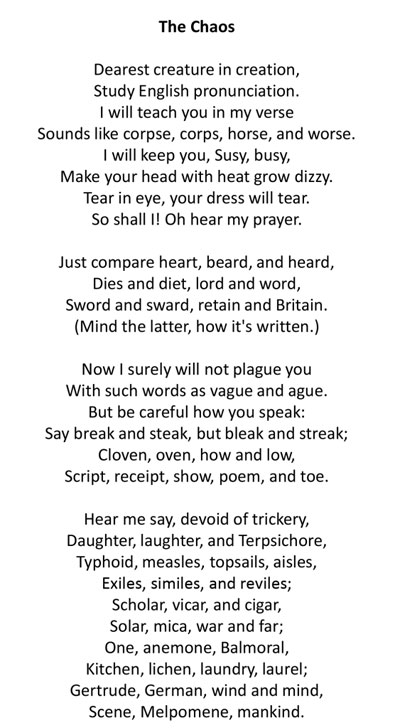 The Chaos
Dearest creature in creation,
Study English pronunciation.
I will teach you in my verse
Sounds like corpse, corps, horse, and worse.
I will keep you, Susy, busy,
Make your head with heat grow dizzy.
Tear in eye, your dress will tear.
So shall I! Oh hear my prayer.
Just compare heart, beard, and heard,
Dies and diet, lord and word,
Sword and sward, retain and Britain.
(Mind the latter, how it's written.)
Now I surely will not plague you
With such words as vague and ague.
But be careful how you speak:
Say break and steak, but bleak and streak;
Cloven, oven, how and low,
Script, receipt, show, poem, and toe.
Hear me say, devoid of trickery,
Daughter, laughter, and Terpsichore,
Typhoid, measles, topsails, aisles,
Exiles, similes, and reviles;
Scholar, vicar, and cigar,
Solar, mica, war and far;
One, anemone, Balmoral,
Kitchen, lichen, laundry, laurel;
Gertrude, German, wind and mind,
Scene, Melpomene, mankind.